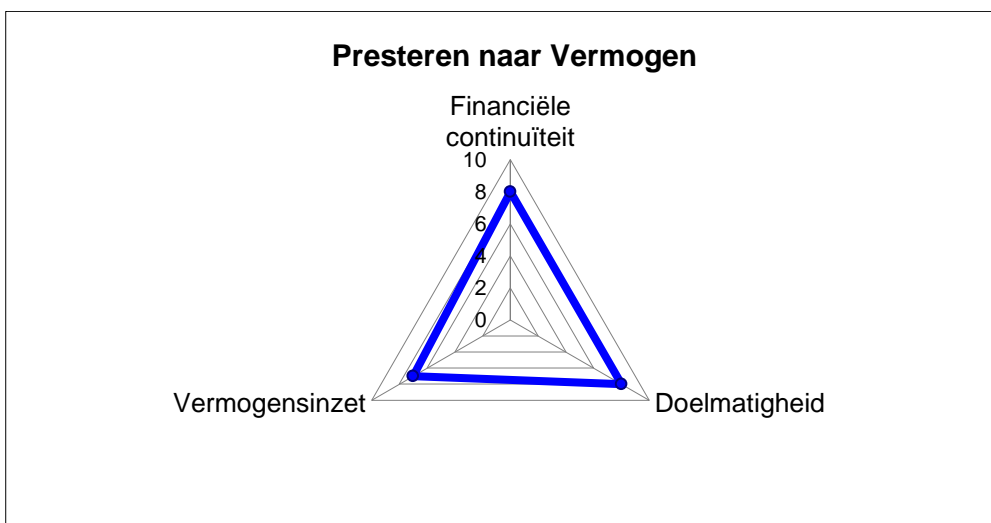 Presteren naar Vermogen
Financiële
continuïteit
10
8
6
4
2
0
Vermogensinzet
Doelmatigheid